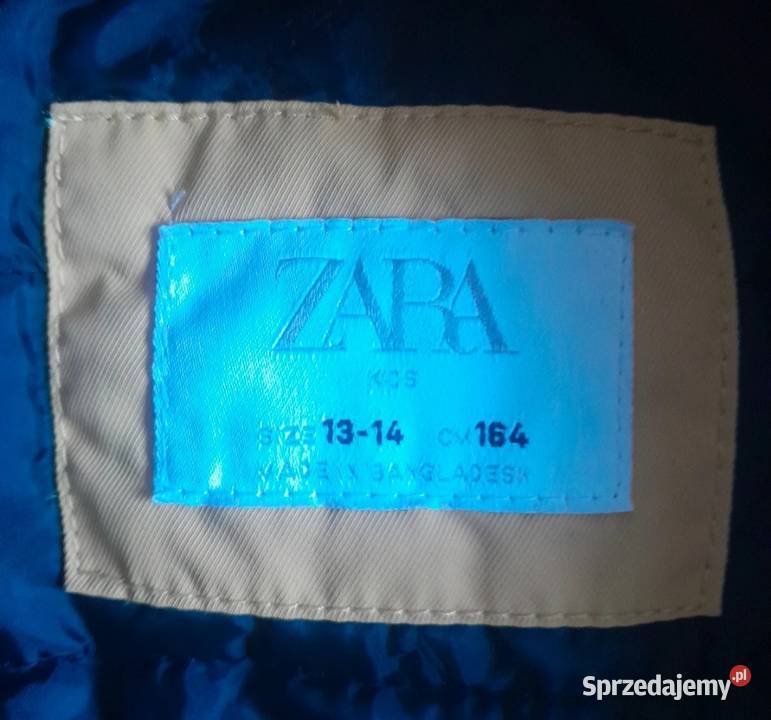 ZARA
KIDS
SIZE 13-14 CM 164
MADE IN BANGLADESH
Sprzedajemy.pl